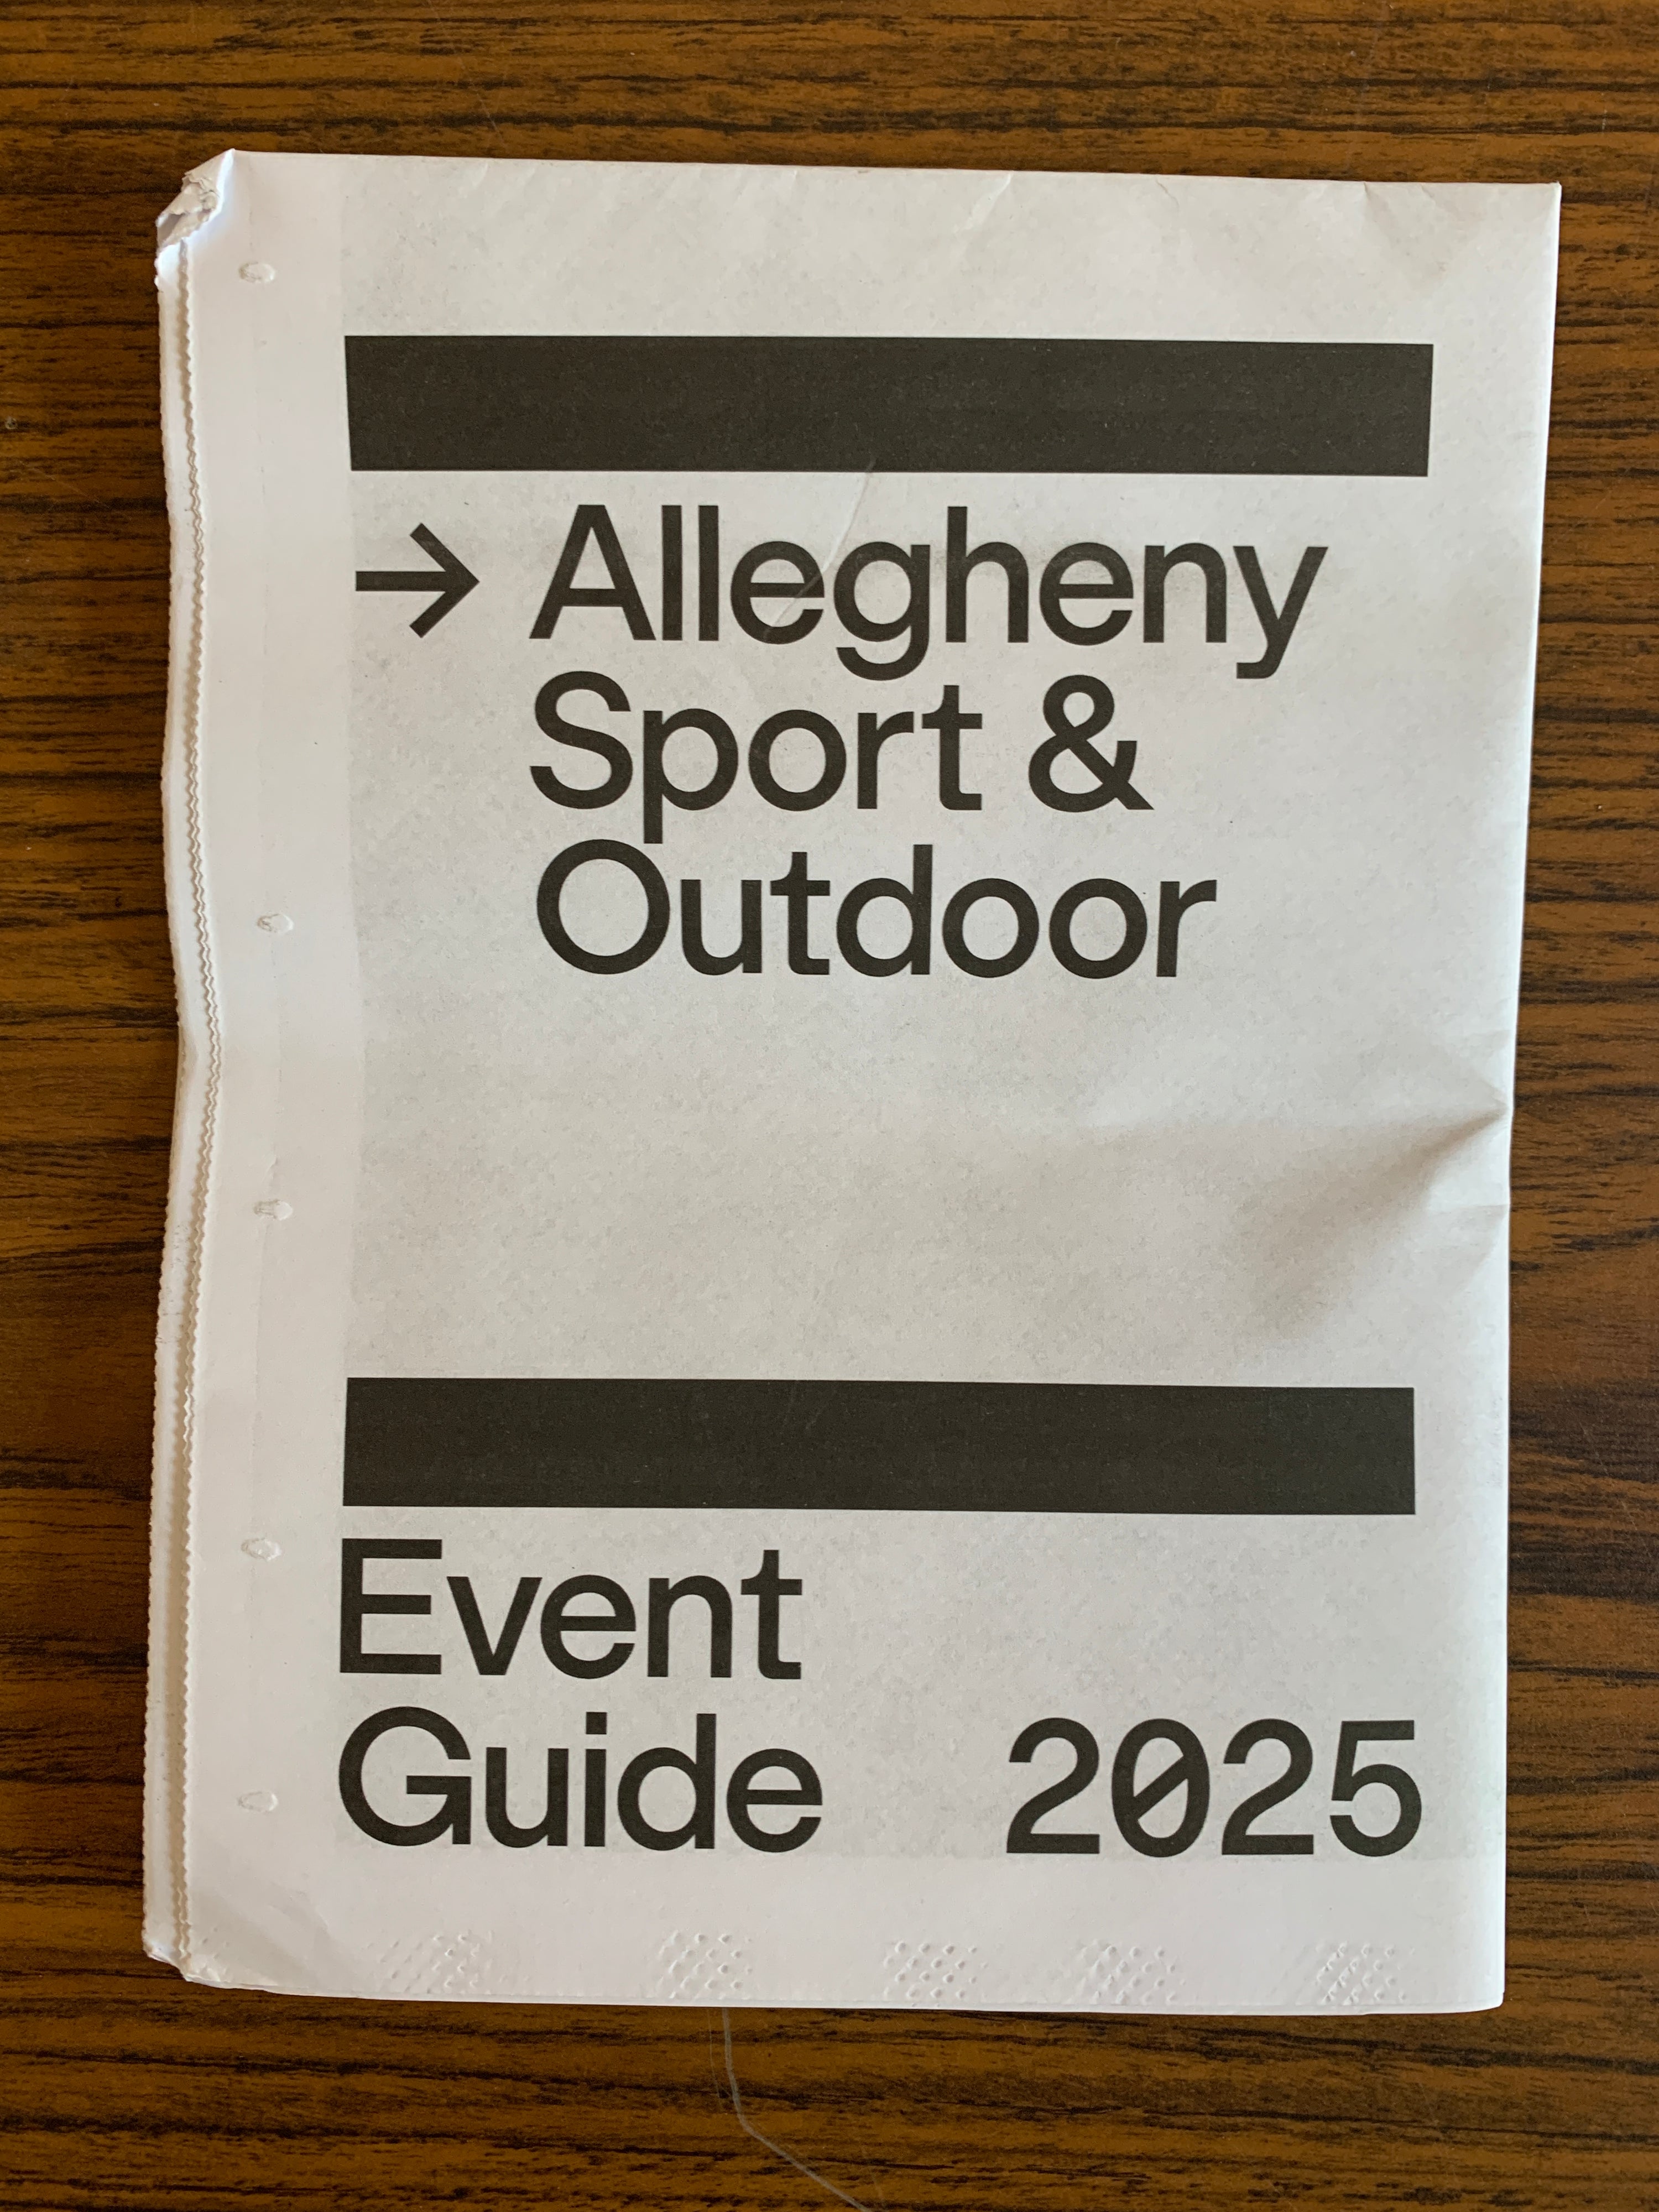 → Allegheny
Sport &
Outdoor
Event
Guide 2025